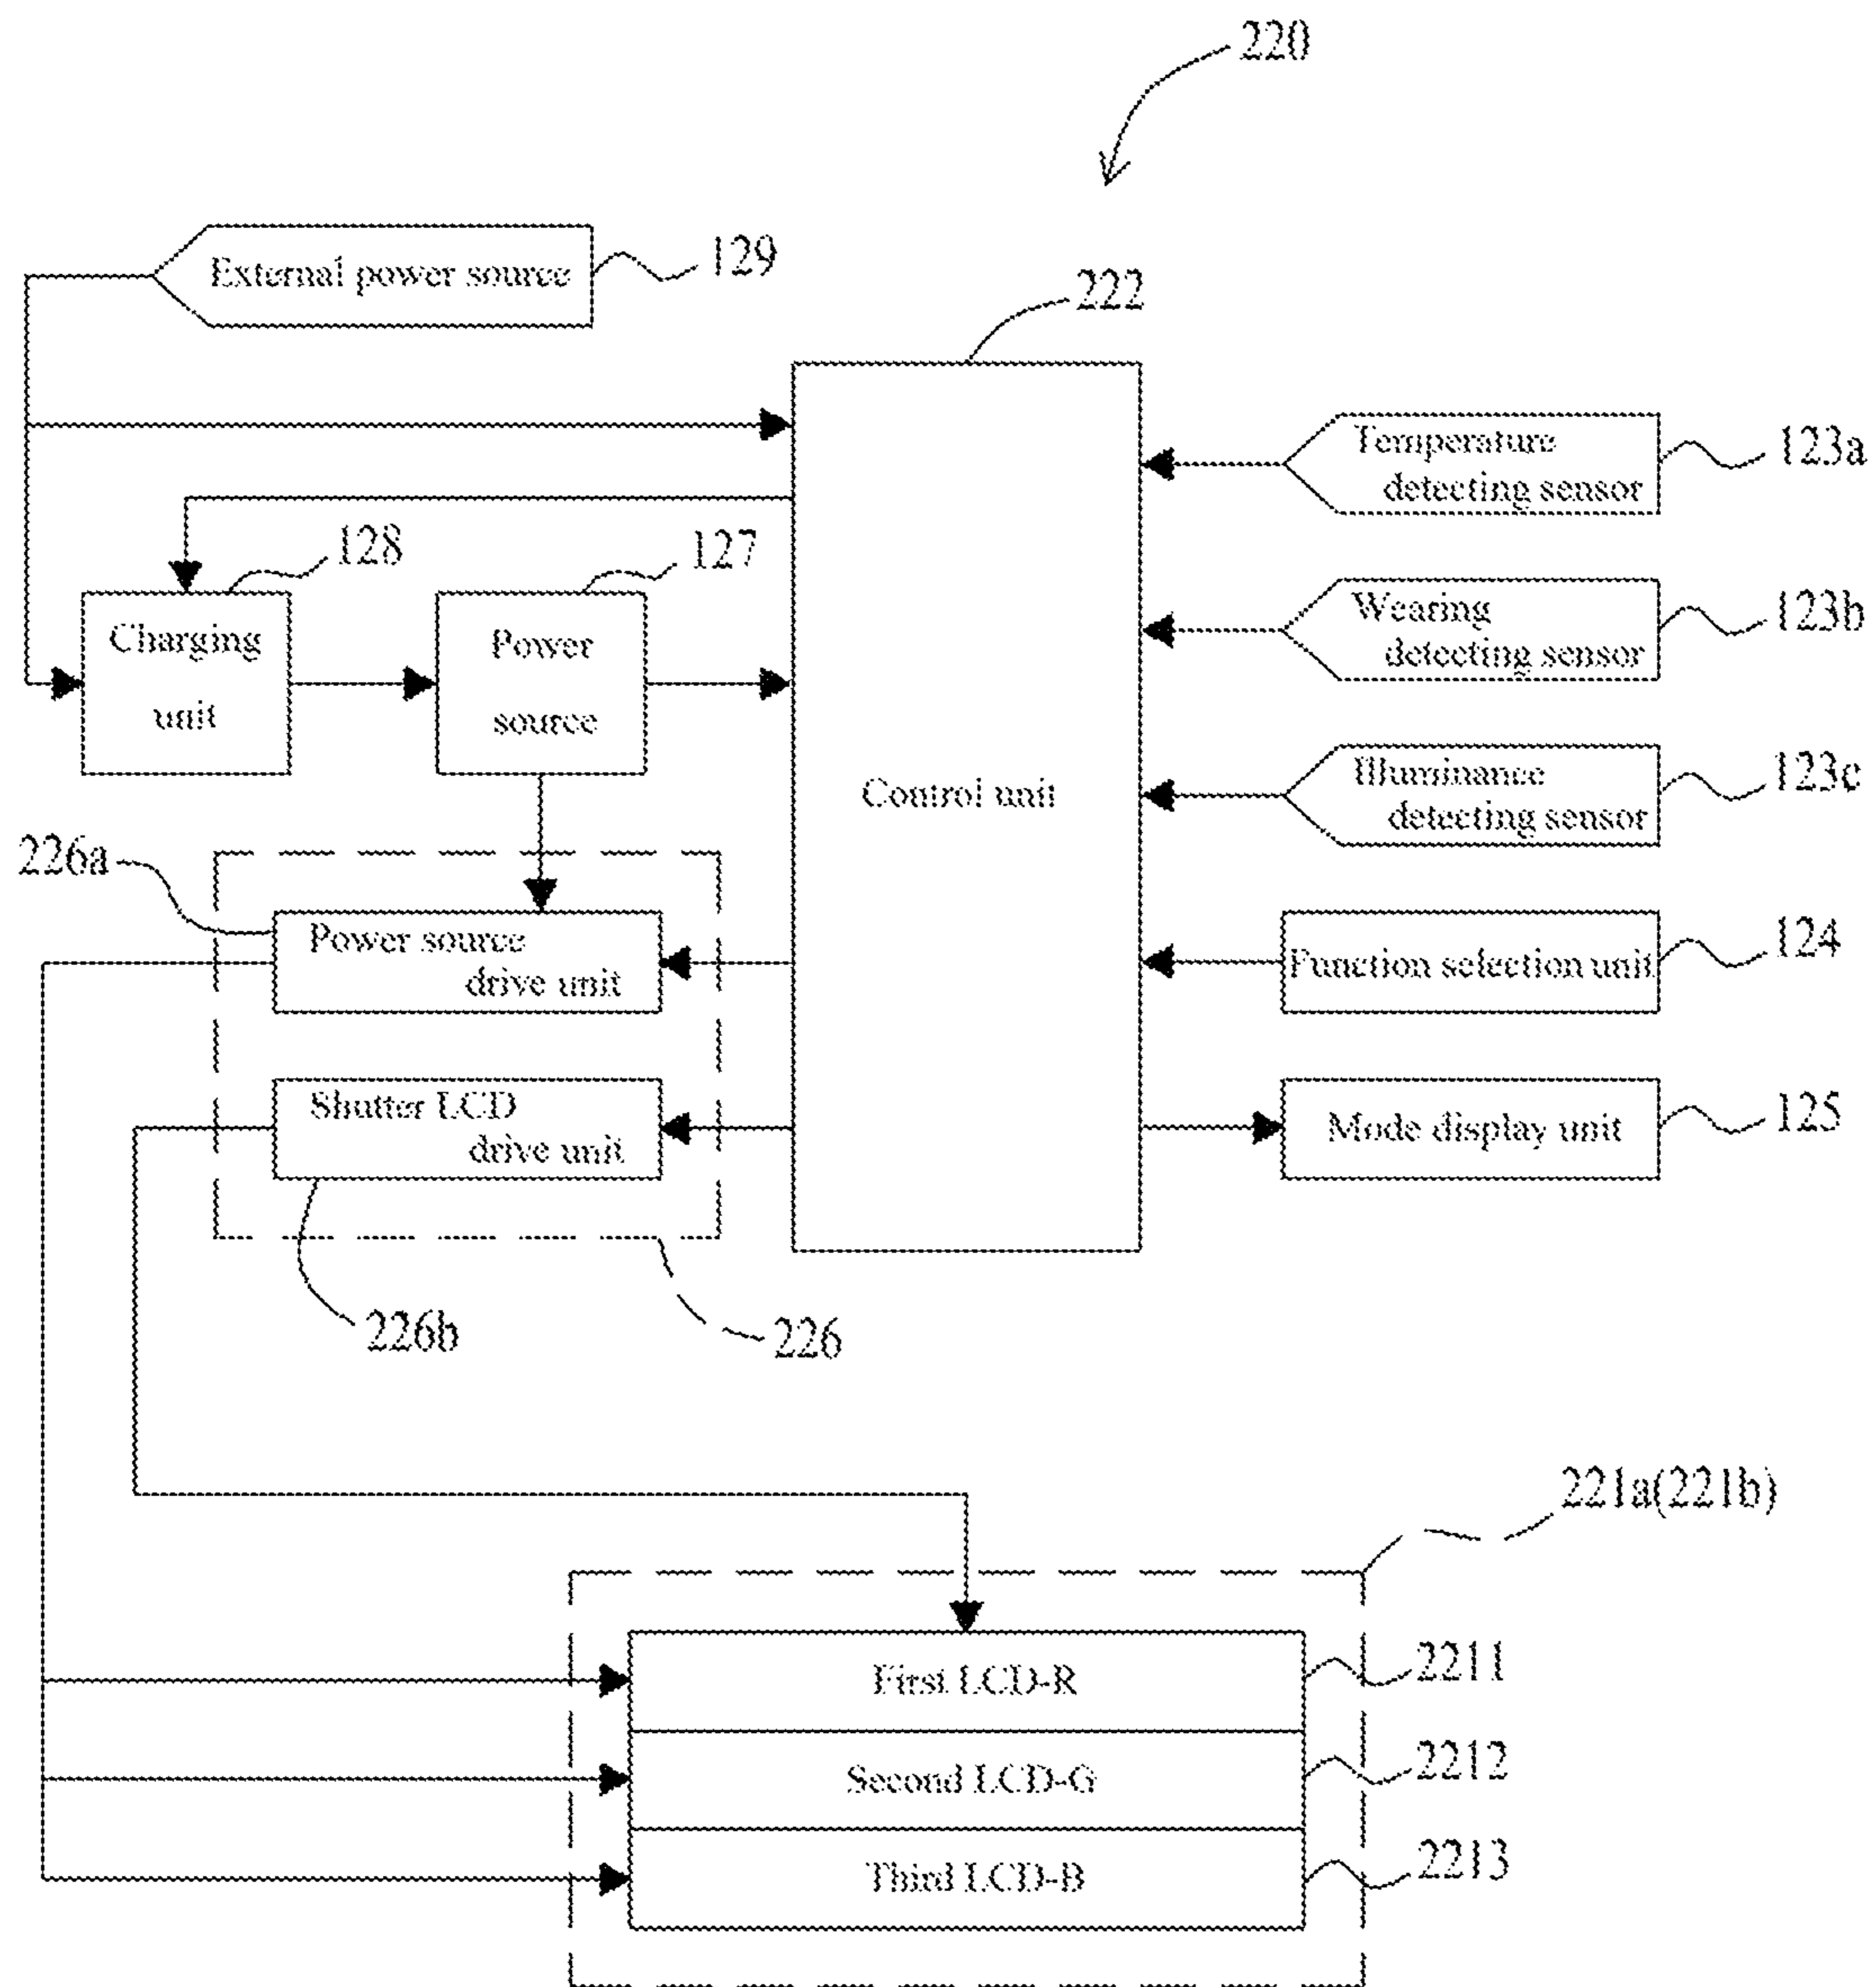 220
External power source
129
222
Temperature
detecting sensor
123a
128
127
Charging
unit
Power
source
Wearing
detecting sensor
123b
Control unit
Illuminance
detecting sensor
123c
226a
Power source
drive unit
Function selection unit
124
Shutter LCD
drive unit
Mode display unit
125
226b
226
221a(221b)
First LCD-R
2211
Second LCD-G
2212
Third LCD-B
2213